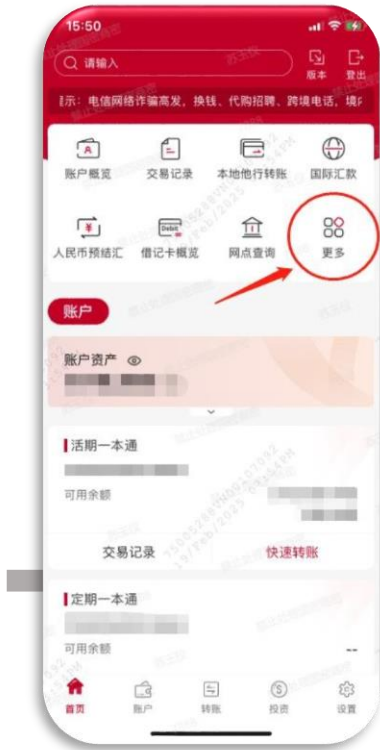 15:50
请输入
版本 登出
提示：电信网络诈骗高发，换钱、代购招聘、跨境电话，境
账户概览 交易记录 本地他行转账 国际汇款
Debit
人民币预结汇 借记卡概览 网点查询 更多
账户
账户资产
活期一本通
可用余额
交易记录 快速转账
定期一本通
可用余额
--
首页 账户 转账 投资 设置